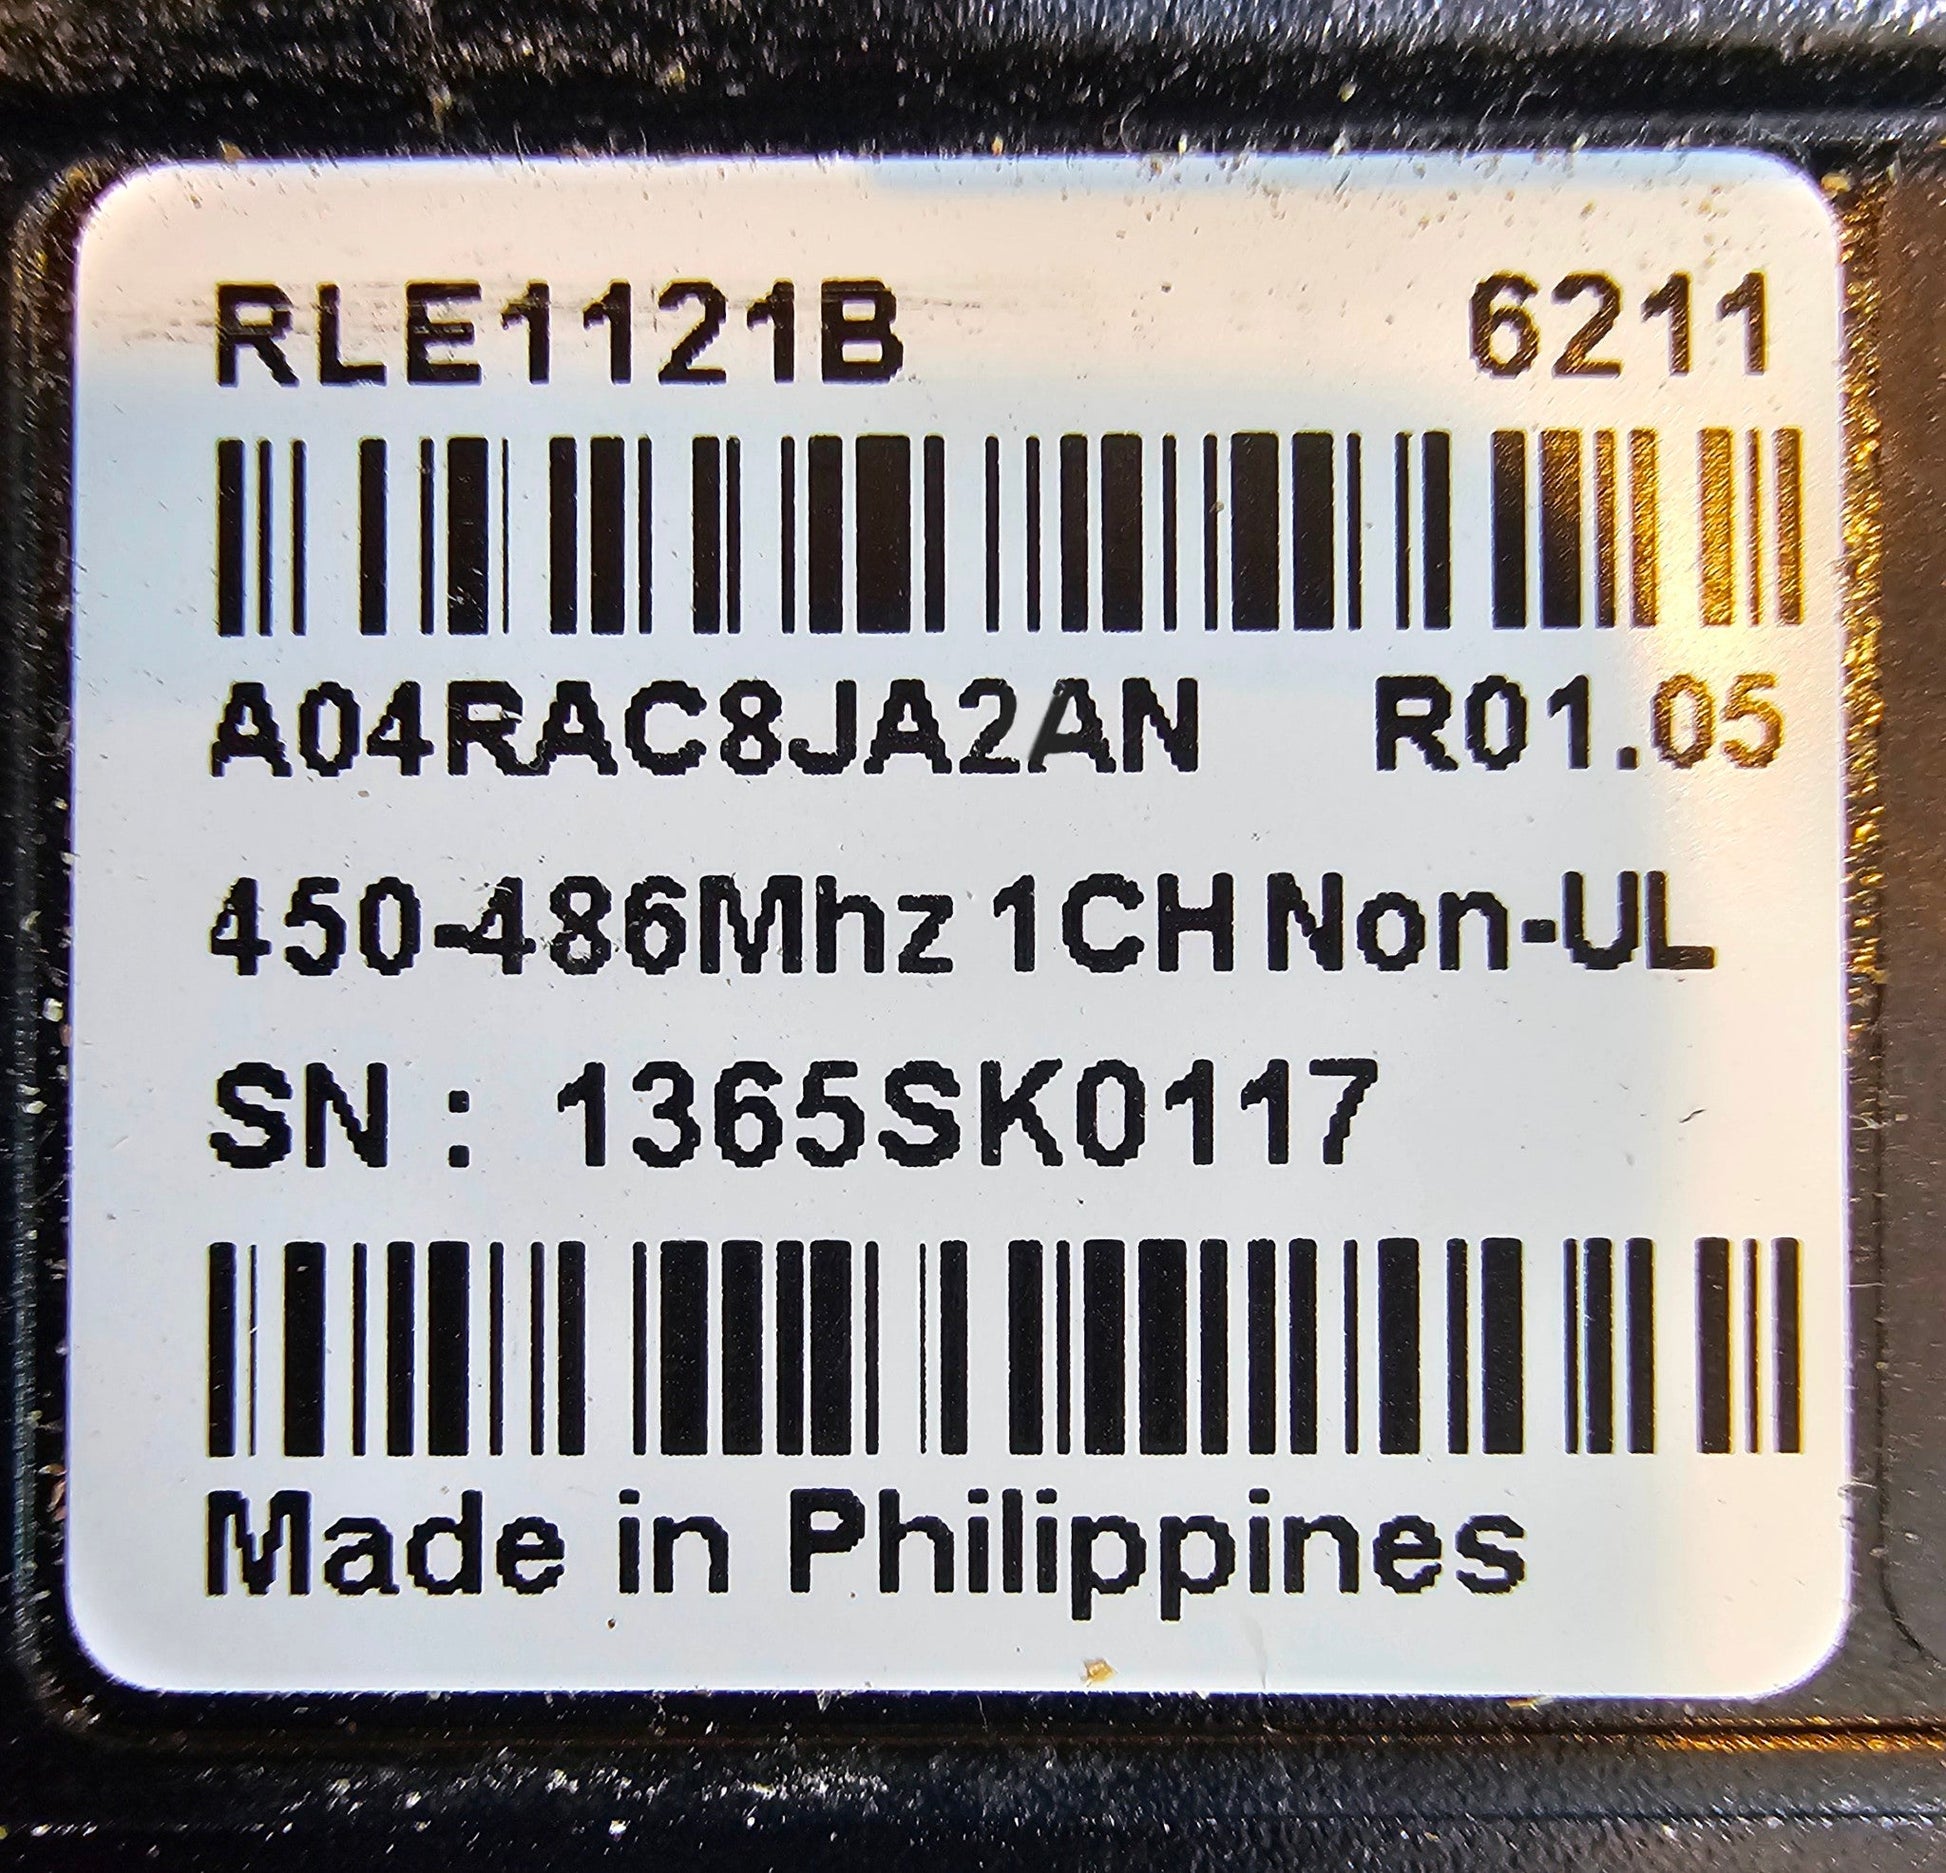 RLE1121B 6211
A04RAC8JA2AN R01.05
450-486Mhz 1CH Non-UL
SN : 1365SK0117
Made in Philippines